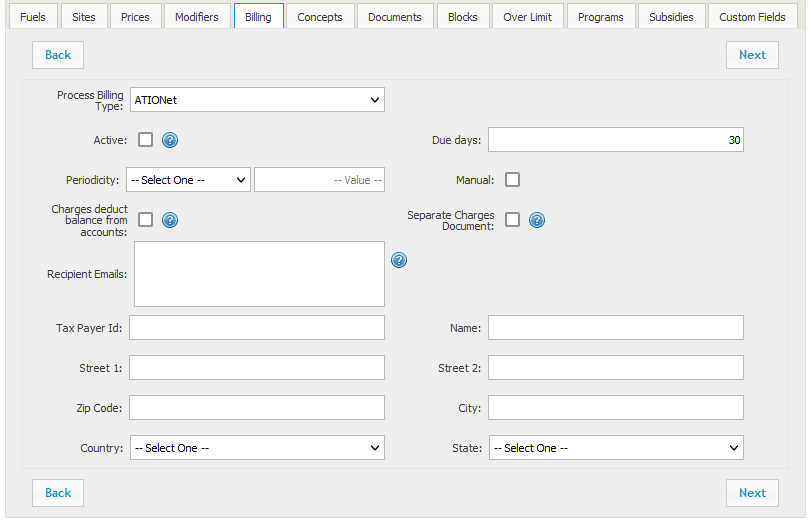 Fuels Sites Prices Modifiers Billing Concepts Documents Blocks Over Limit Programs Subsidies Custom Fields
Back Next
Process Billing
Type: ATIONet
Active: ? Due days: 30
Periodicity: -- Select One -- -- Value -- Manual:
Charges deduct
balance from
accounts: ? Separate Charges
Document: ?
Recipient Emails: ?
Tax Payer Id: Name:
Street 1: Street 2:
Zip Code: City:
Country: -- Select One -- State: -- Select One --
Back Next